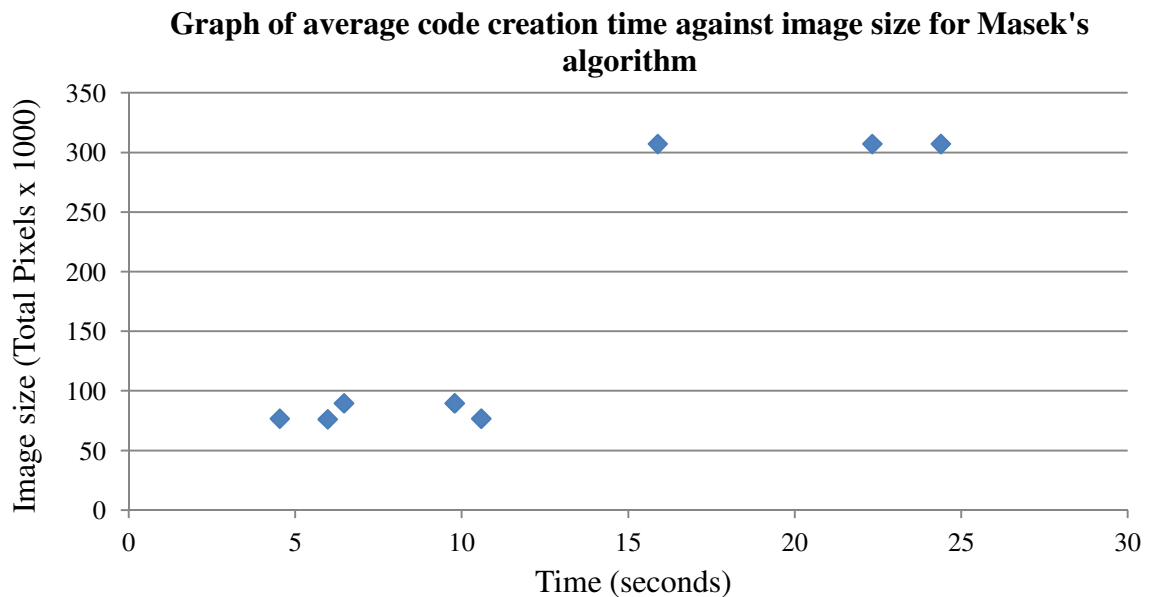 Graph of average code creation time against image size for Masek's
algorithm
Image size (Total Pixels x 1000)
350
300
250
200
150
100
50
0
0 5 10 15 20 25 30
Time (seconds)